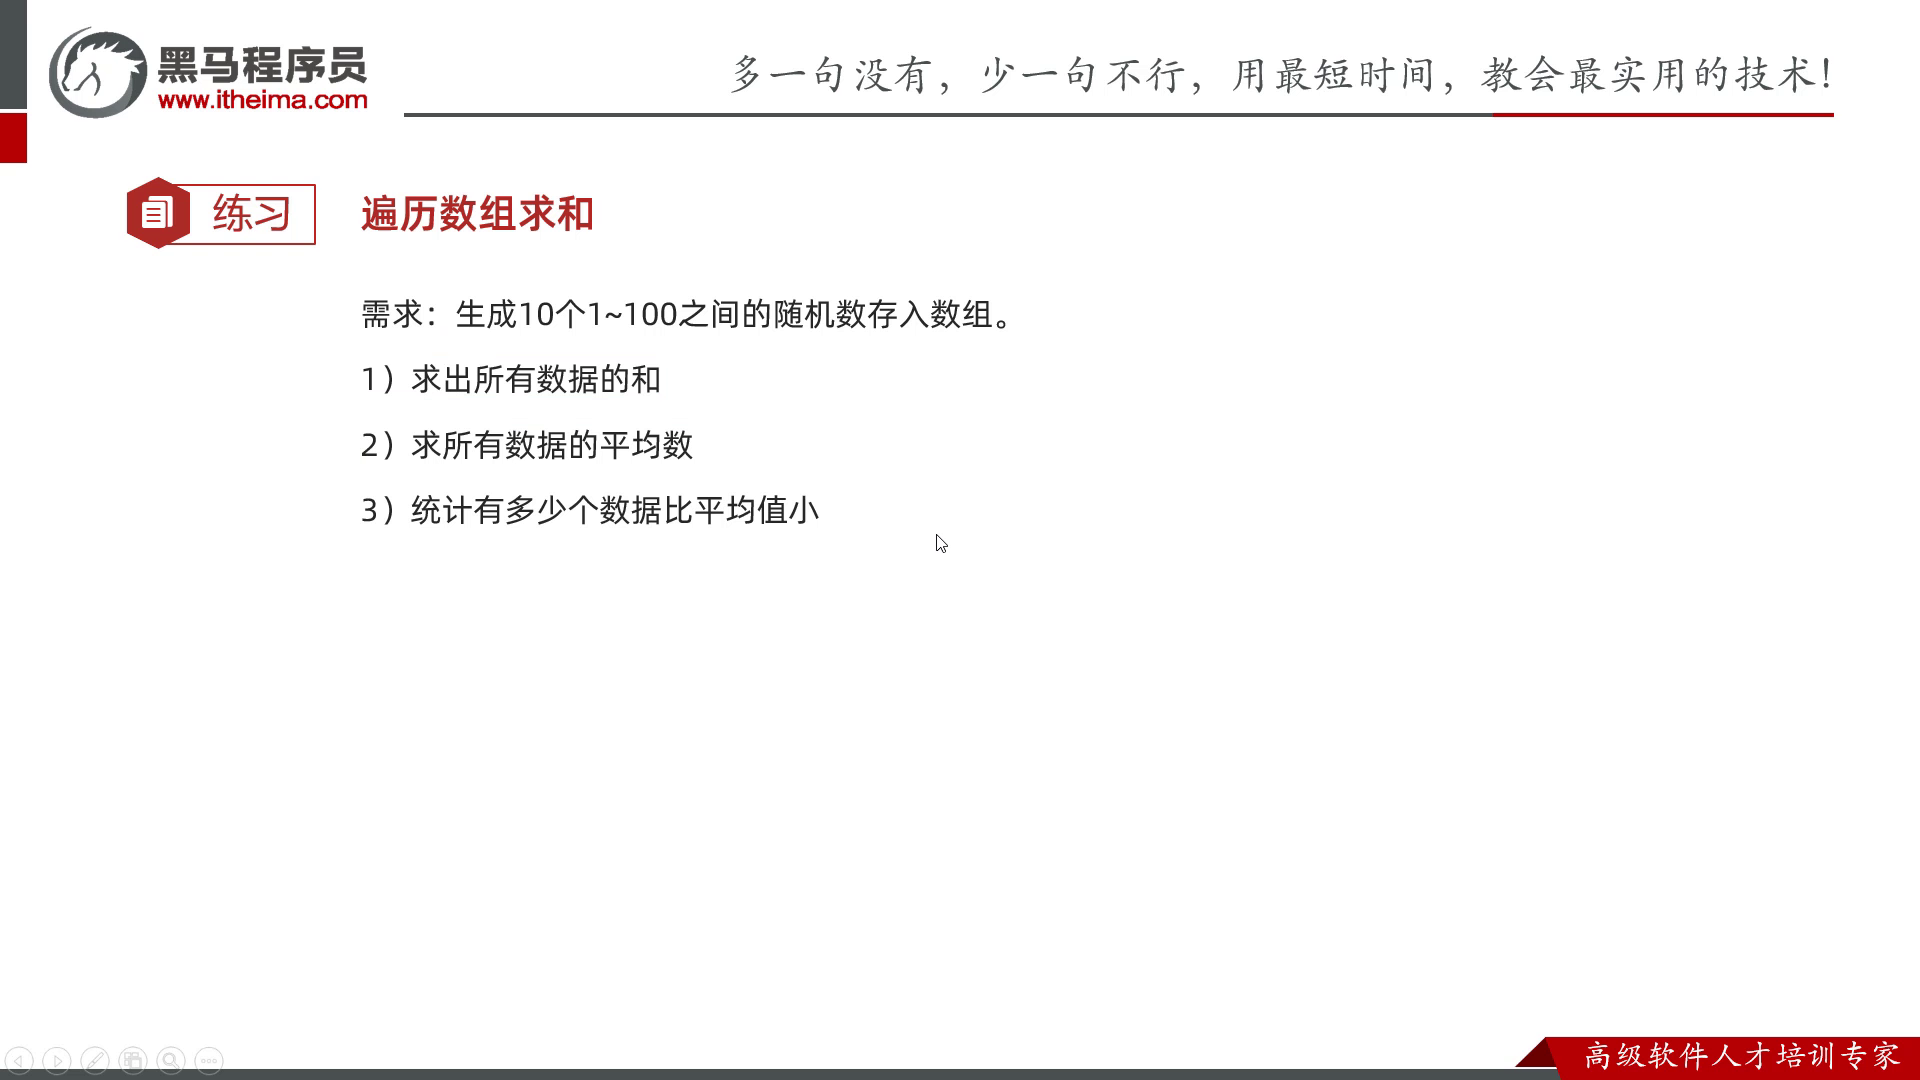 黑马程序员
www.itheima.com
多一句没有，少一句不行，用最短时间，教会最实用的技术！
练习
遍历数组求和
需求：生成10个1~100之间的随机数存入数组。
1）求出所有数据的和
2）求所有数据的平均数
3）统计有多少个数据比平均值小
高级软件人才培训专家